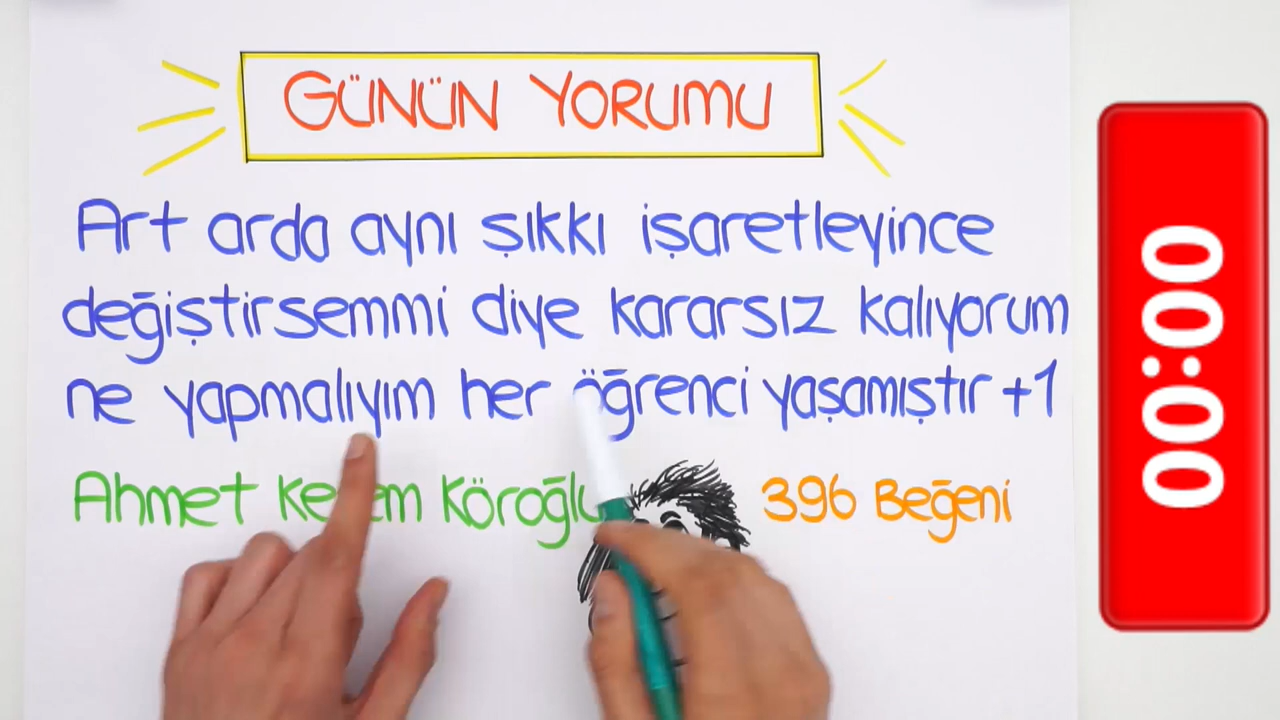 GÜNÜN YORUMU
Art arda aynı şıkkı işaretleyince
değiştirsemmi diye kararsız kalıyorum
ne yapmalıyım her öğrenci yaşamıştır +1
Ahmet Köroğlu 396 Beğeni
00:00